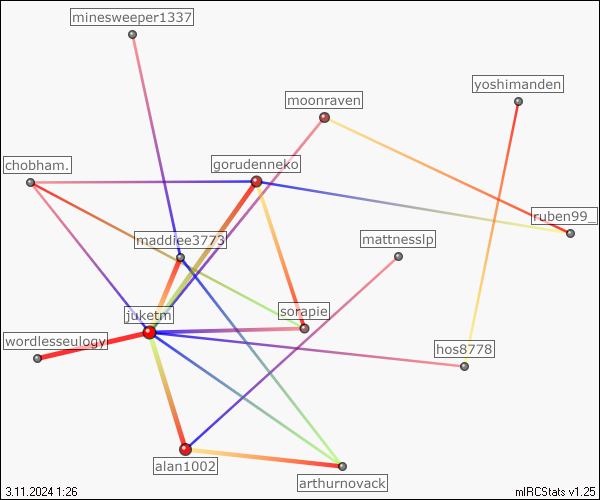 minesweeper1337
yoshimanden
moonraven
chobham.
gorudenneko
ruben99_
maddiee3773
mattnesslp
juketm
sorapie
wordlesseulogy
hos8778
alan1002
arthurnovack
3.11.2024 1:26
mIRCStats v1.25